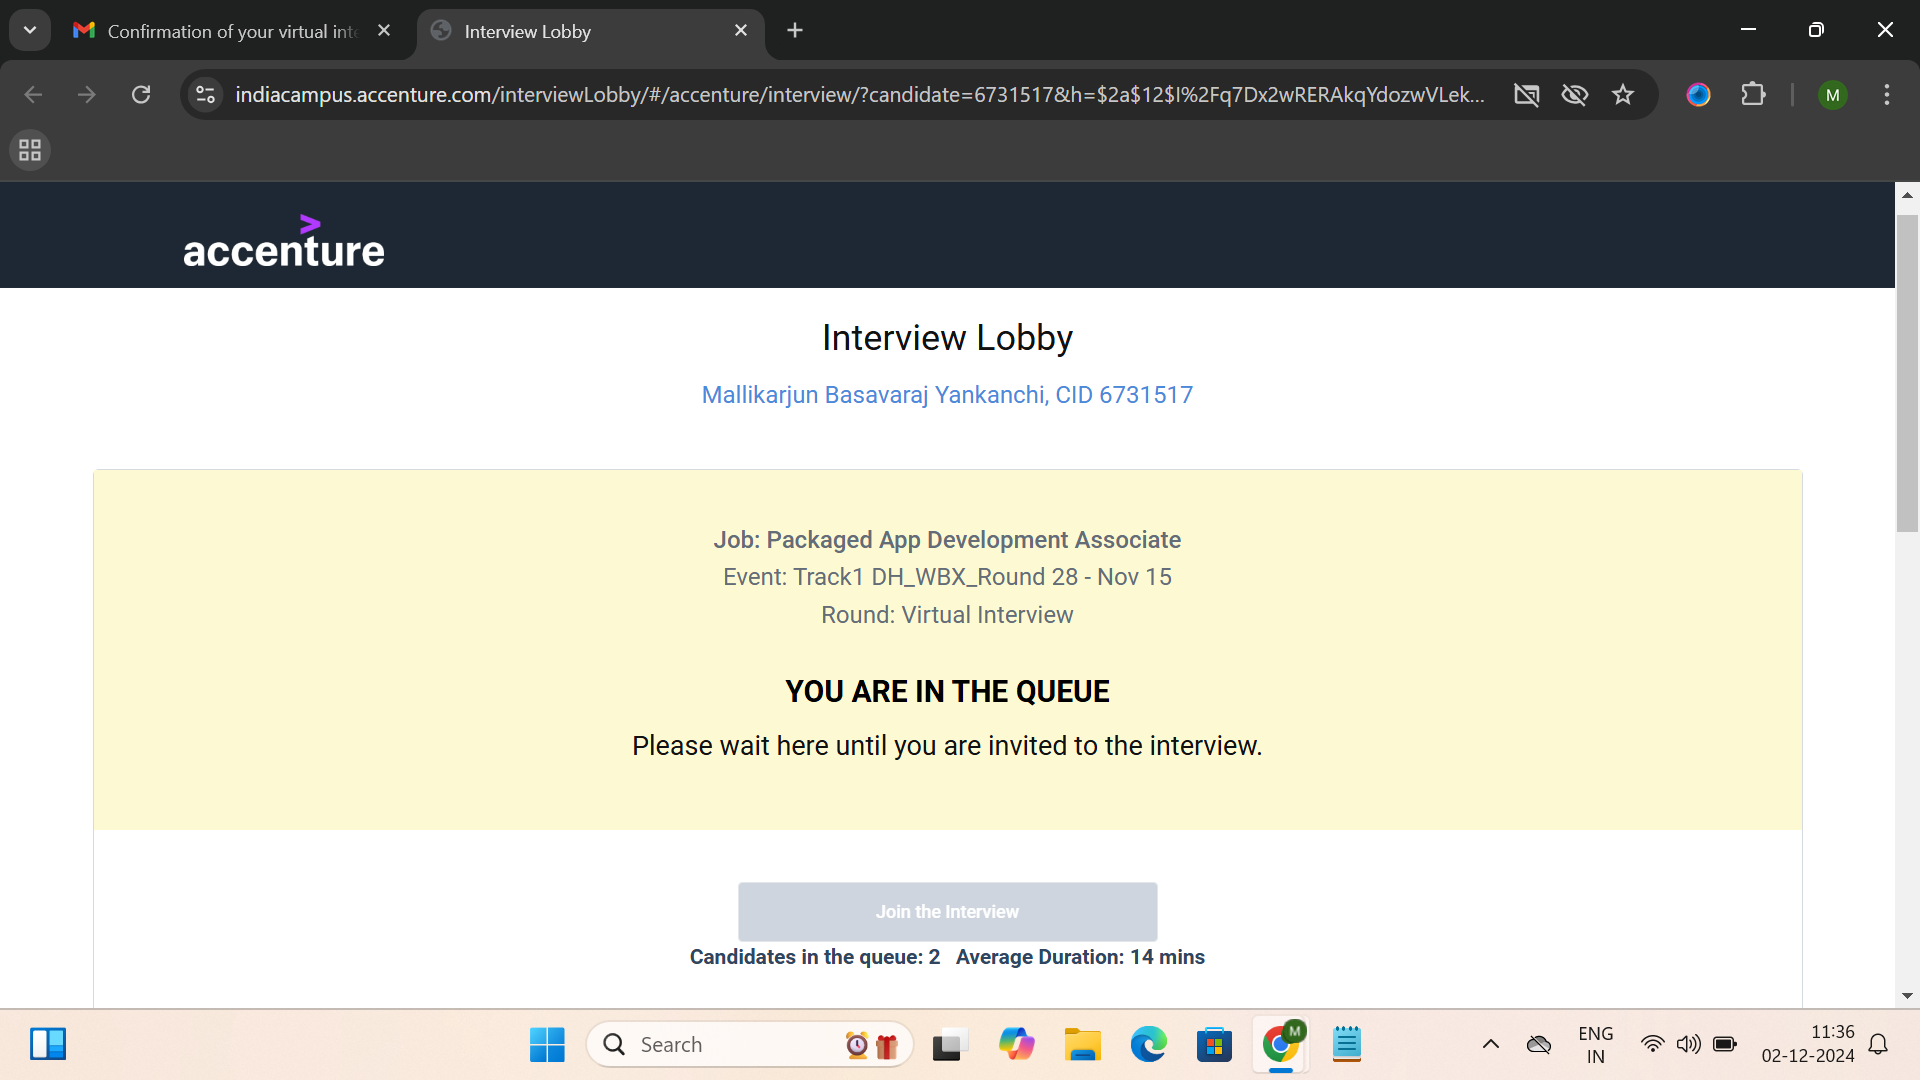 Confirmation of your virtual inte
Interview Lobby
indiacampus.accenture.com/interviewLobby/#/accenture/interview/?candidate=6731517&h=$2a$12$I%2Fq7Dx2wRERAkqYdozwVLek...
M
accenture
Interview Lobby
Mallikarjun Basavaraj Yankanchi, CID 6731517
Job: Packaged App Development Associate
Event: Track1 DH_WBX_Round 28 - Nov 15
Round: Virtual Interview
YOU ARE IN THE QUEUE
Please wait here until you are invited to the interview.
Join the Interview
Candidates in the queue: 2 Average Duration: 14 mins
Search
M
ENG
IN
11:36
02-12-2024